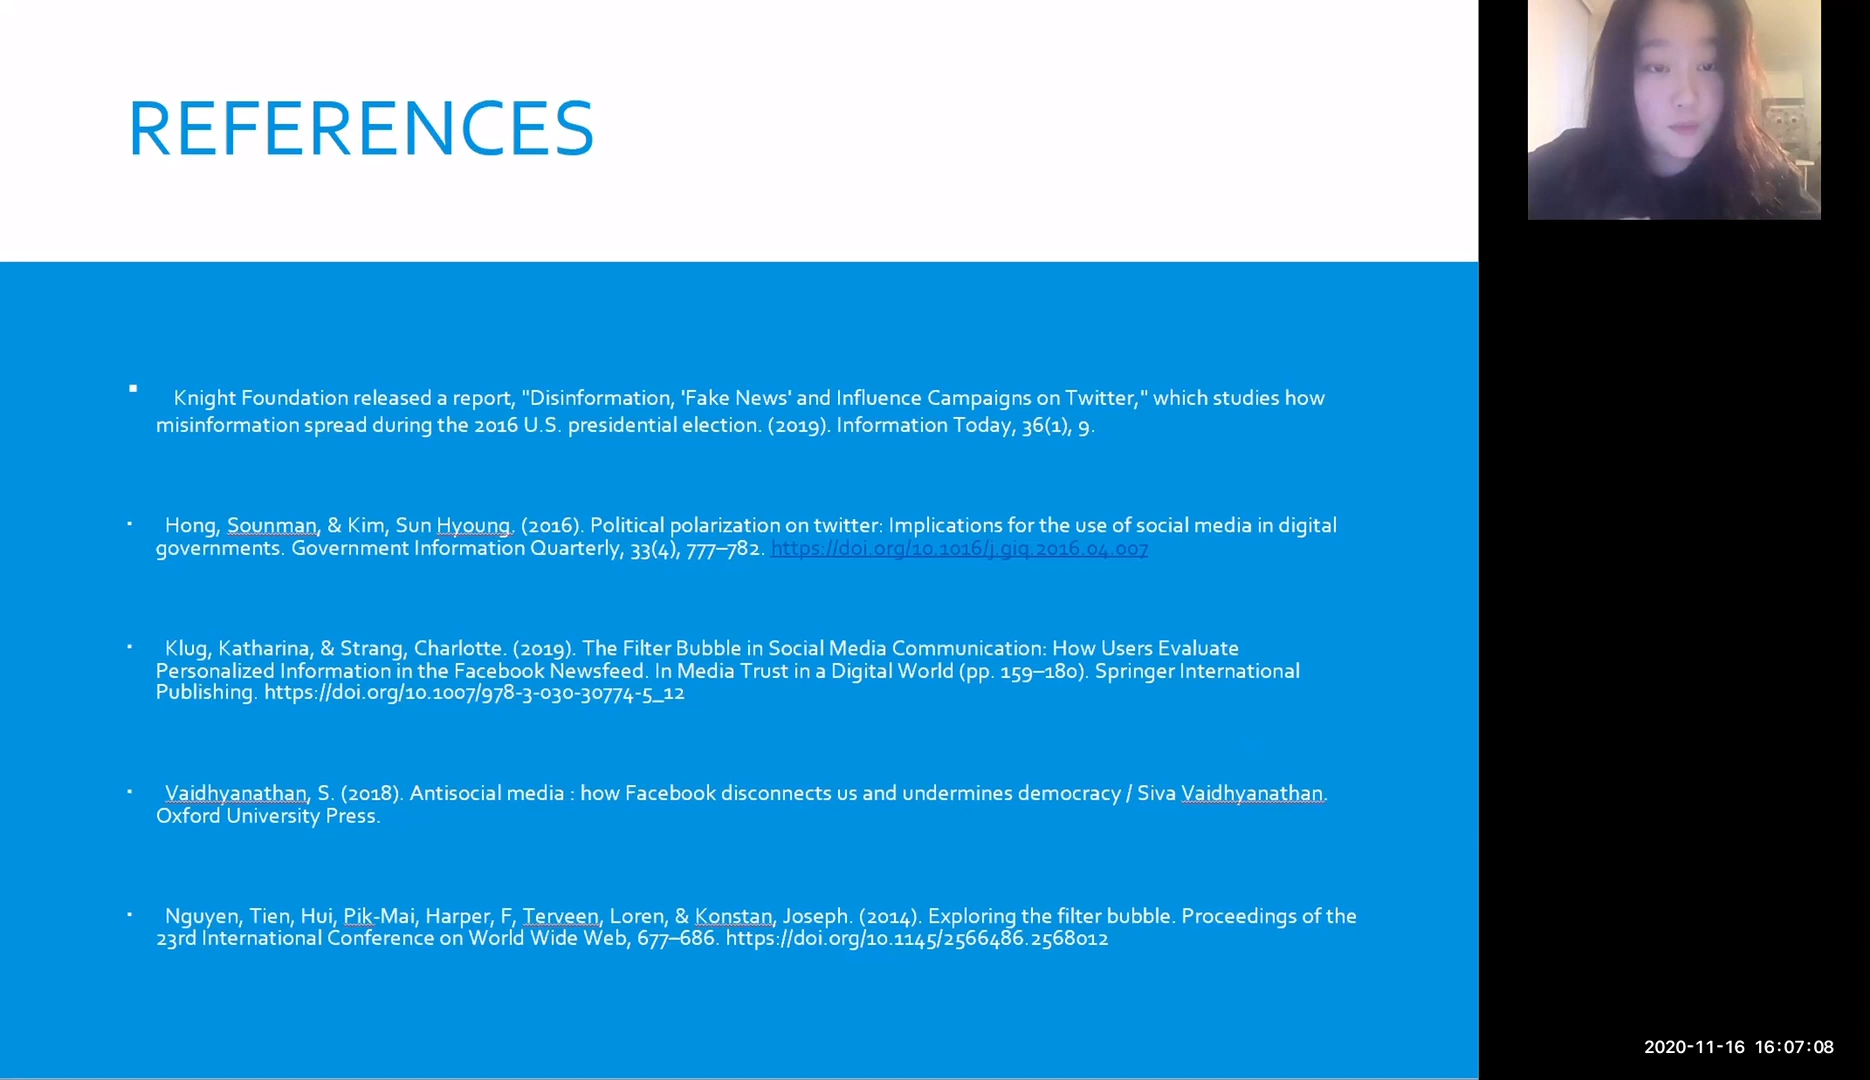 REFERENCES
▪ Knight Foundation released a report, "Disinformation, 'Fake News' and Influence Campaigns on Twitter," which studies how
misinformation spread during the 2016 U.S. presidential election. (2019). Information Today, 36(1), 9.
▪ Hong, Sounman, & Kim, Sun Hyoung. (2016). Political polarization on twitter: Implications for the use of social media in digital
governments. Government Information Quarterly, 33(4), 777–782. https://doi.org/10.1016/j.giq.2016.04.007
▪ Klug, Katharina, & Strang, Charlotte. (2019). The Filter Bubble in Social Media Communication: How Users Evaluate
Personalized Information in the Facebook Newsfeed. In Media Trust in a Digital World (pp. 159–180). Springer International
Publishing. https://doi.org/10.1007/978-3-030-30774-5_12
▪ Vaidhyanathan, S. (2018). Antisocial media : how Facebook disconnects us and undermines democracy / Siva Vaidhyanathan.
Oxford University Press.
▪ Nguyen, Tien, Hui, Pik-Mai, Harper, F, Terveen, Loren, & Konstan, Joseph. (2014). Exploring the filter bubble. Proceedings of the
23rd International Conference on World Wide Web, 677–686. https://doi.org/10.1145/2566486.2568012
2020-11-16 16:07:08